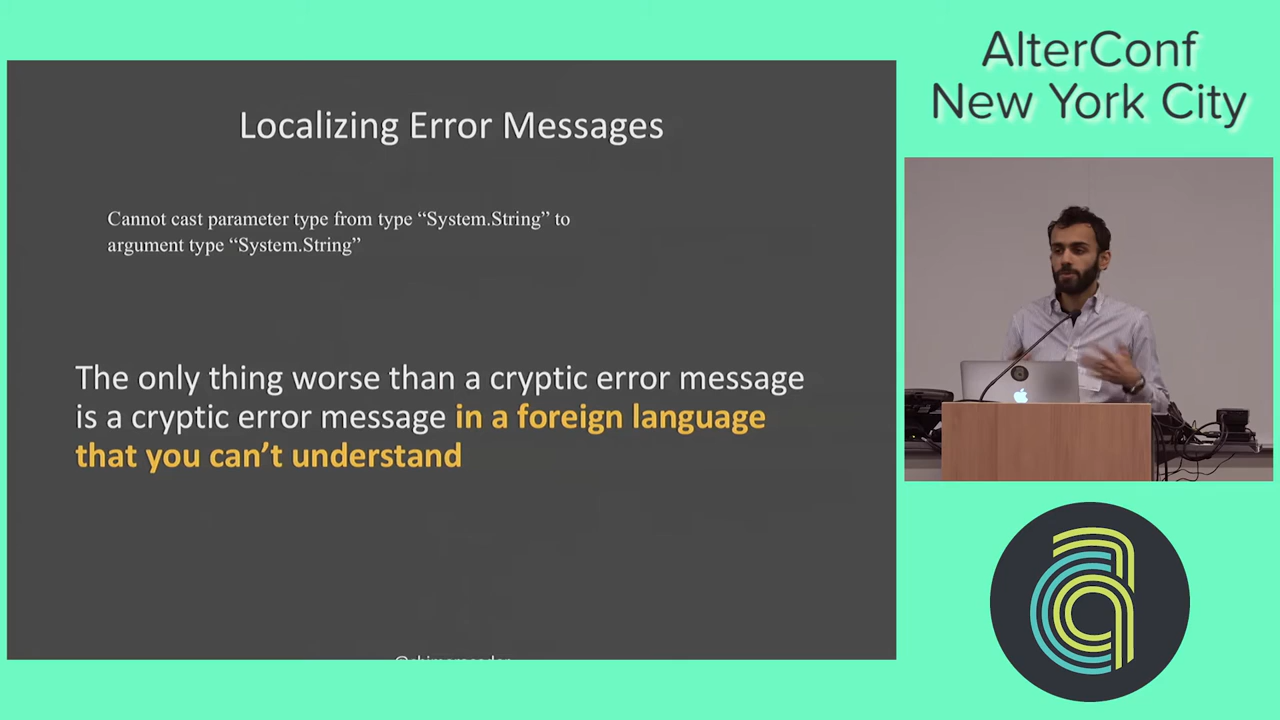 AlterConf
New York City
Localizing Error Messages
Cannot cast parameter type from type “System.String” to
argument type “System.String”
The only thing worse than a cryptic error message
is a cryptic error message in a foreign language
that you can’t understand